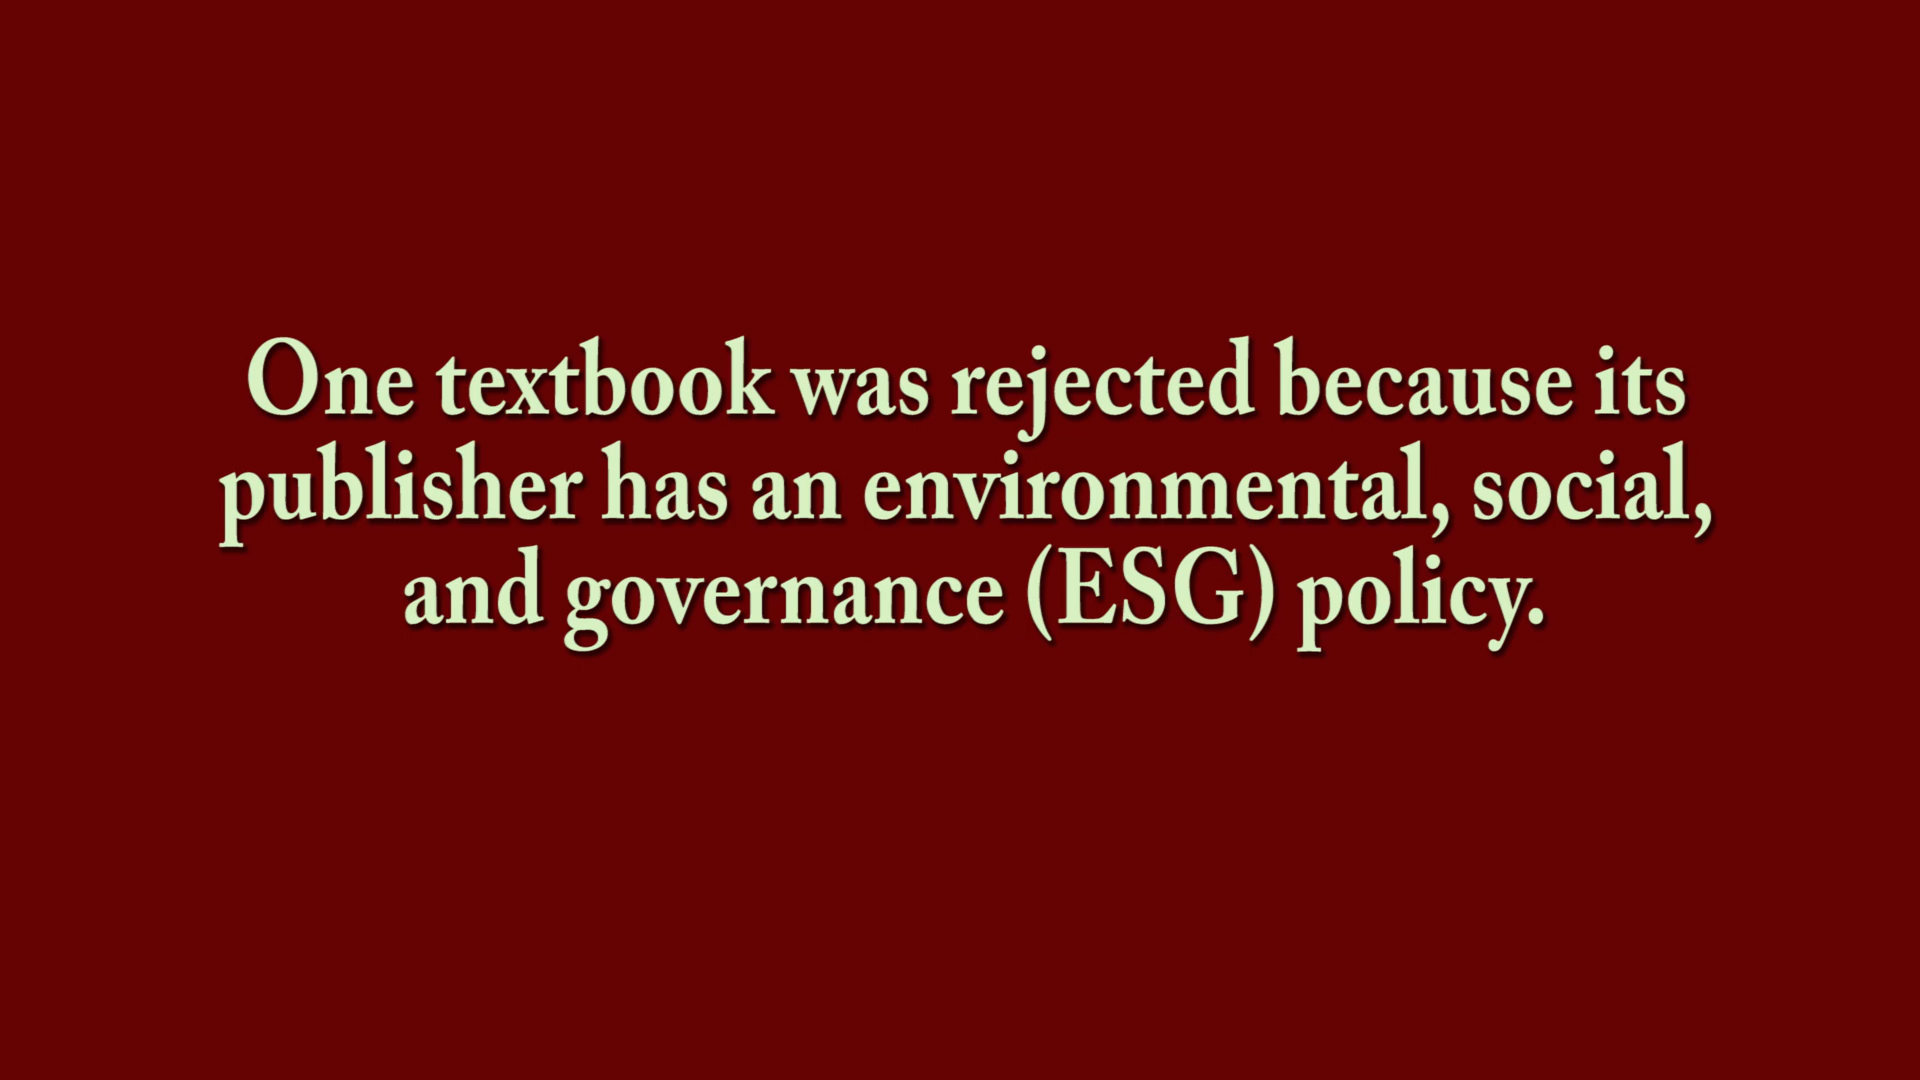 One textbook was rejected because its
publisher has an environmental, social,
and governance (ESG) policy.